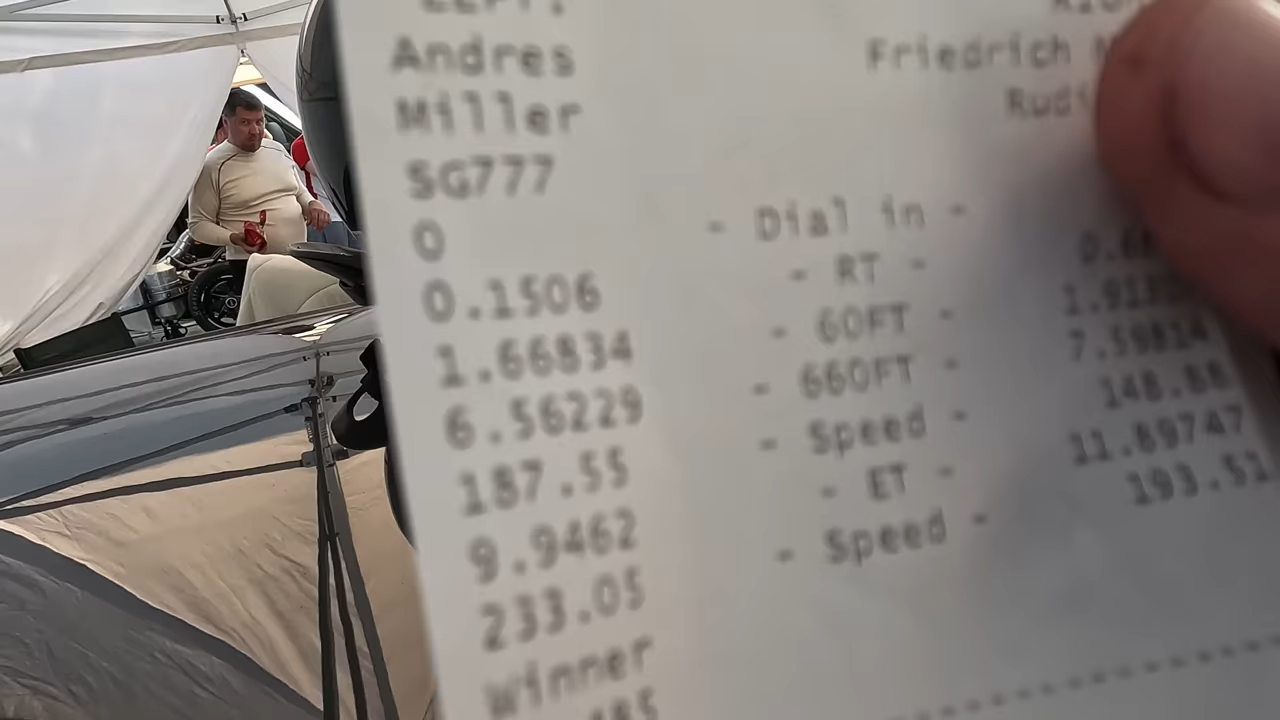 Andres Friedrich
Miller
SG777
0 - Dial in -
0.1506 - RT -
1.66834 - 60FT -
6.56229 - 660FT - 7.59814
187.55 - Speed - 148.88
9.9462 - ET - 11.89747
233.05 - Speed - 193.51
Winner